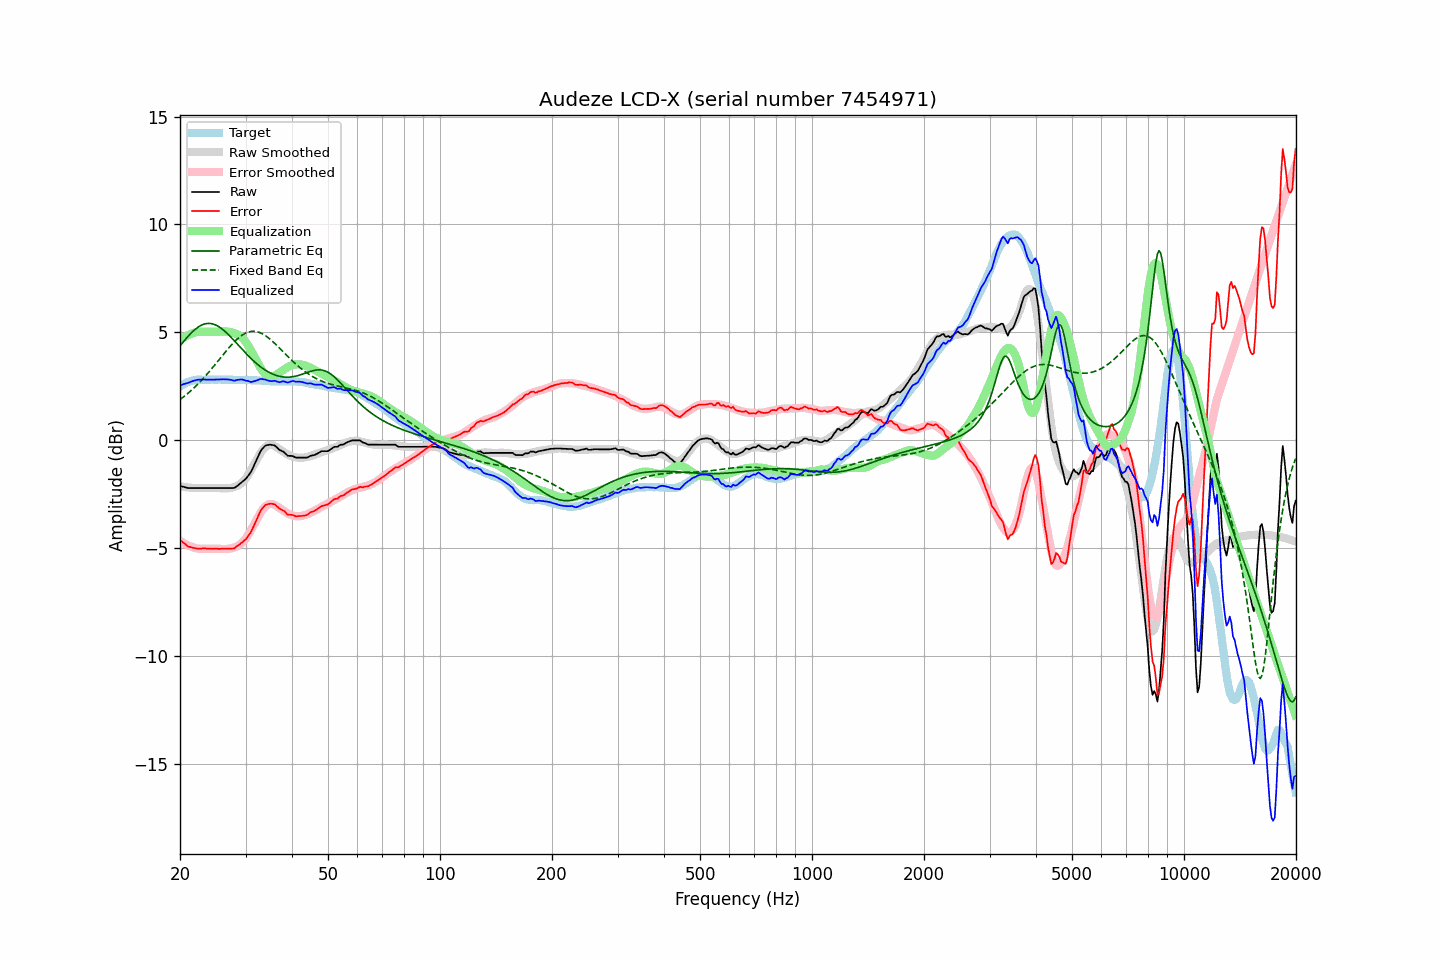 Audeze LCD-X (serial number 7454971)
Amplitude (dBr)
15
10
5
0
−5
−10
−15
Target
Raw Smoothed
Error Smoothed
Raw
Error
Equalization
Parametric Eq
Fixed Band Eq
Equalized
20
50
100
200
500
1000
2000
5000
10000
20000
Frequency (Hz)